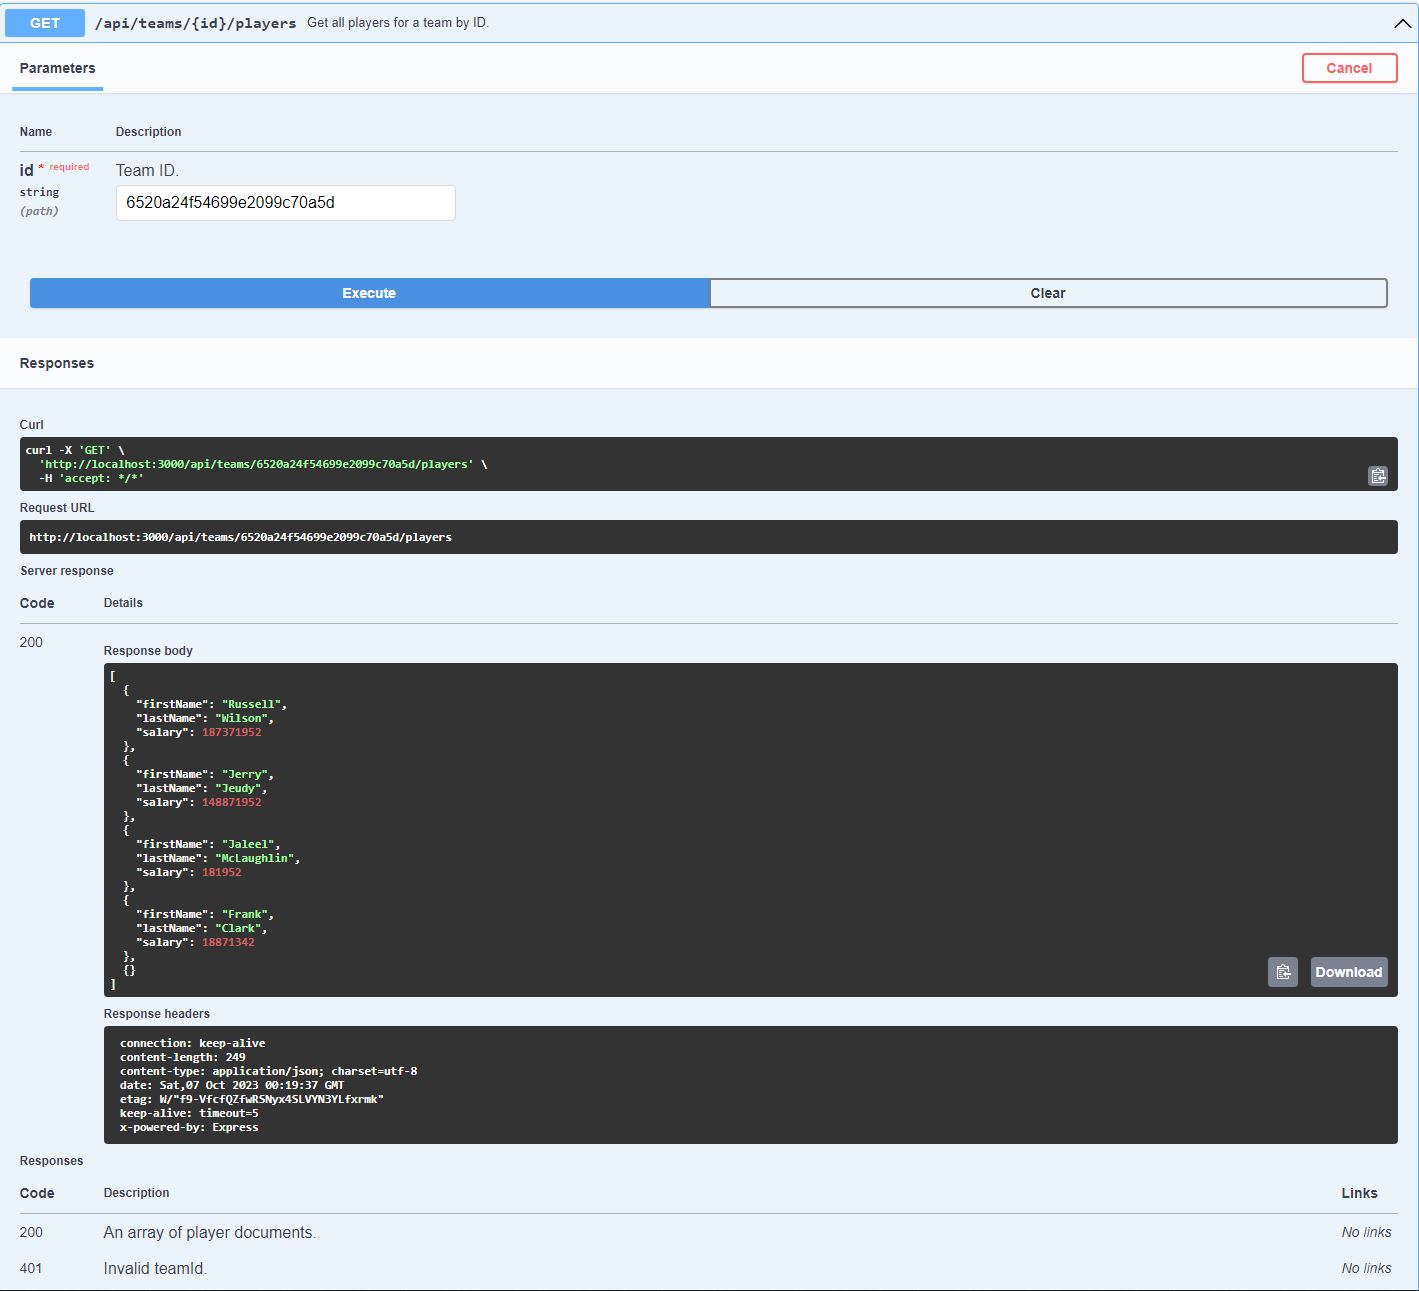 GET /api/teams/{id}/players Get all players for a team by ID.
Parameters Cancel
Name Description
id * required Team ID.
string 6520a24f54699e2099c70a5d
(path)
Execute Clear
Responses
Curl
curl -X 'GET' \
'http://localhost:3000/api/teams/6520a24f54699e2099c70a5d/players' \
-H 'accept: */*'
Request URL
http://localhost:3000/api/teams/6520a24f54699e2099c70a5d/players
Server response
Code Details
200
Response body
[
{
"firstName": "Russell",
"lastName": "Wilson",
"salary": 187371952
},
{
"firstName": "Jerry",
"lastName": "Jeudy",
"salary": 148871952
},
{
"firstName": "Jaleel",
"lastName": "McLaughlin",
"salary": 181952
},
{
"firstName": "Frank",
"lastName": "Clark",
"salary": 18871342
},
{}
]
Download
Response headers
connection: keep-alive
content-length: 249
content-type: application/json; charset=utf-8
date: Sat,07 Oct 2023 00:19:37 GMT
etag: W/"f9-VfcfQZfwRSNyx4SLVYN3YLfxrmk"
keep-alive: timeout=5
x-powered-by: Express
Responses
Code Description Links
200 An array of player documents. No links
401 Invalid teamId. No links